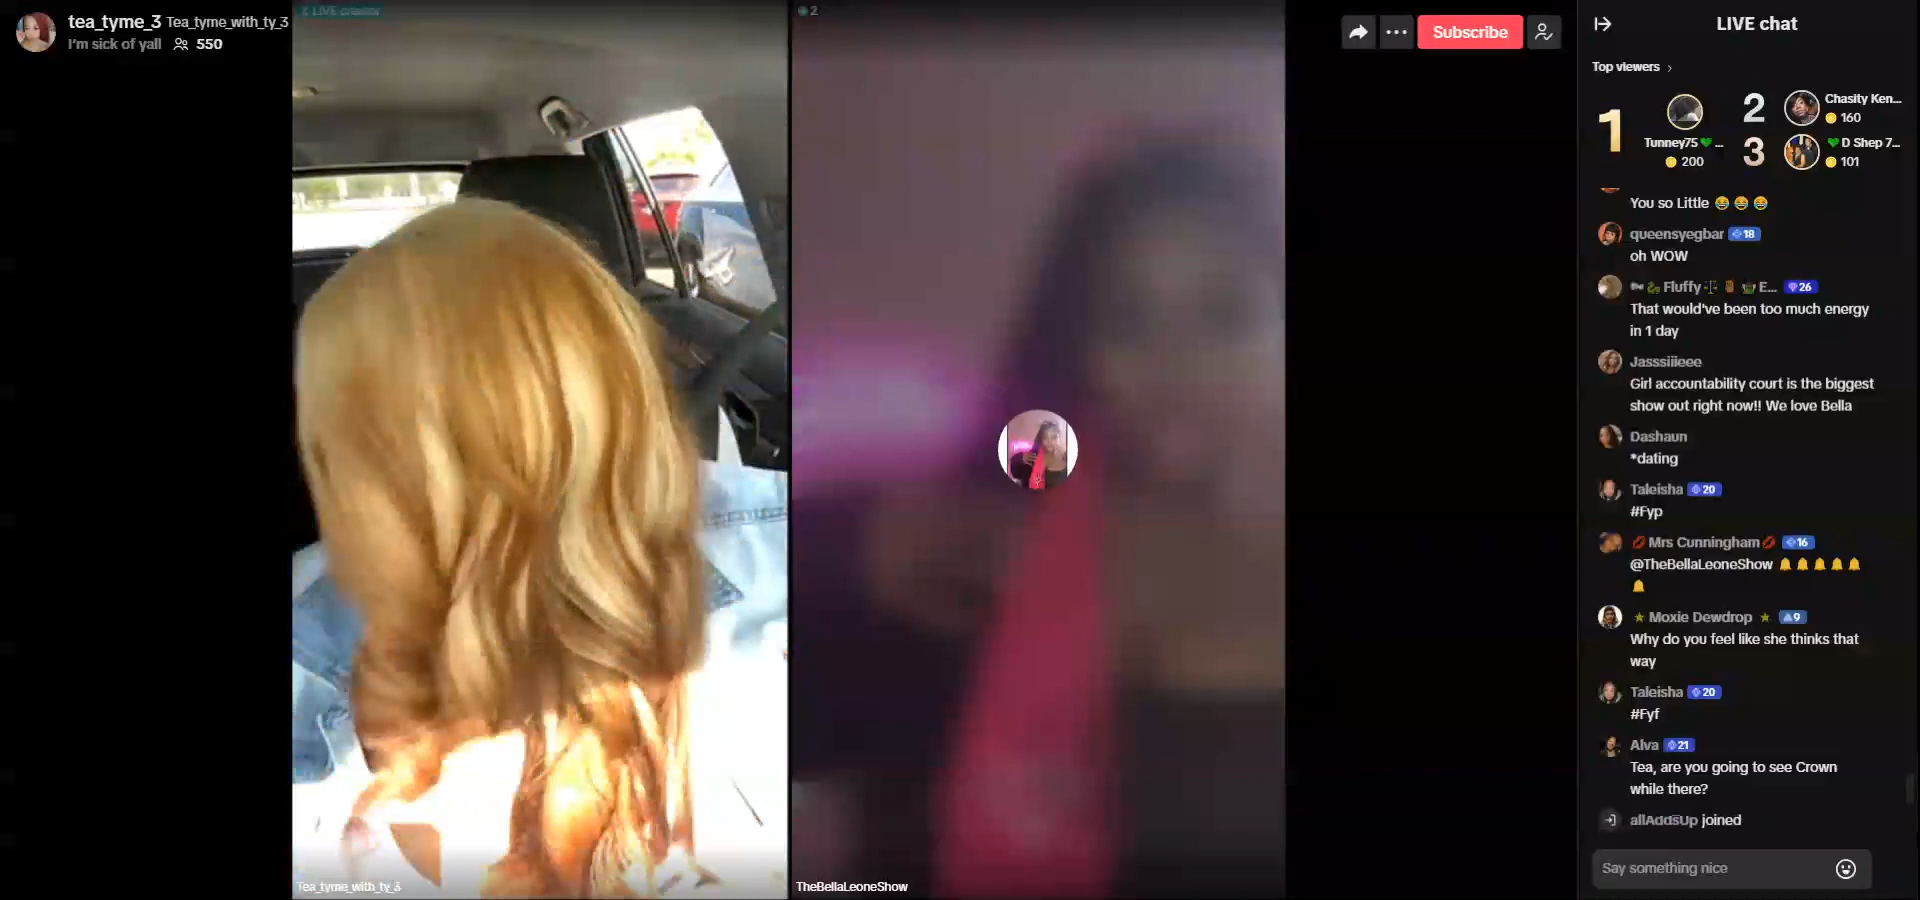 tea_tyme_3 Tea_tyme_with_ty_3
I'm sick of yall 550
LIVE creator
2
Subscribe
LIVE chat
Top viewers
1
Tunney75 ...
200
2
Chasity Ken...
160
3
D Shep 7...
101
You so Little 😂 😂 😂
queensyegbar 18
oh WOW
Fluffy E... 26
That would've been too much energy
in 1 day
Jasssiiieee
Girl accountability court is the biggest
show out right now!! We love Bella
Dashaun
*dating
Taleisha 20
#Fyp
💋 Mrs Cunningham 💋 16
@TheBellaLeoneShow 🔔 🔔 🔔 🔔 🔔
🔔
Moxie Dewdrop 9
Why do you feel like she thinks that
way
Taleisha 20
#Fyf
Alva 21
Tea, are you going to see Crown
while there?
allAddsUp joined
Say something nice
Tea_tyme_with_ty_3
TheBellaLeoneShow